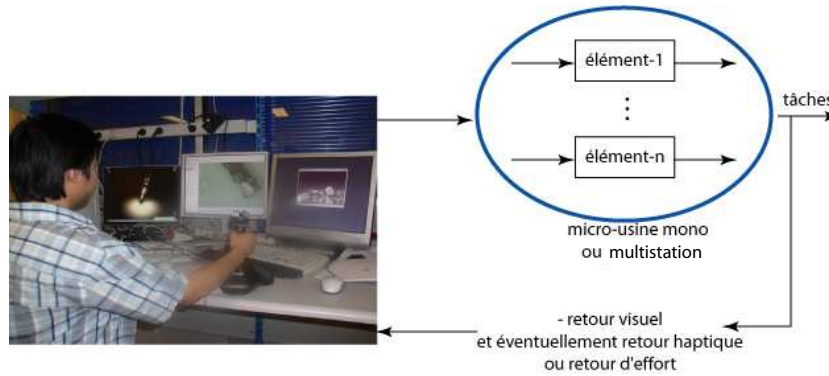 élément-1
tâches
élément-n
micro-usine mono
ou multistation
- retour visuel
et éventuellement retour haptique
ou retour d'effort